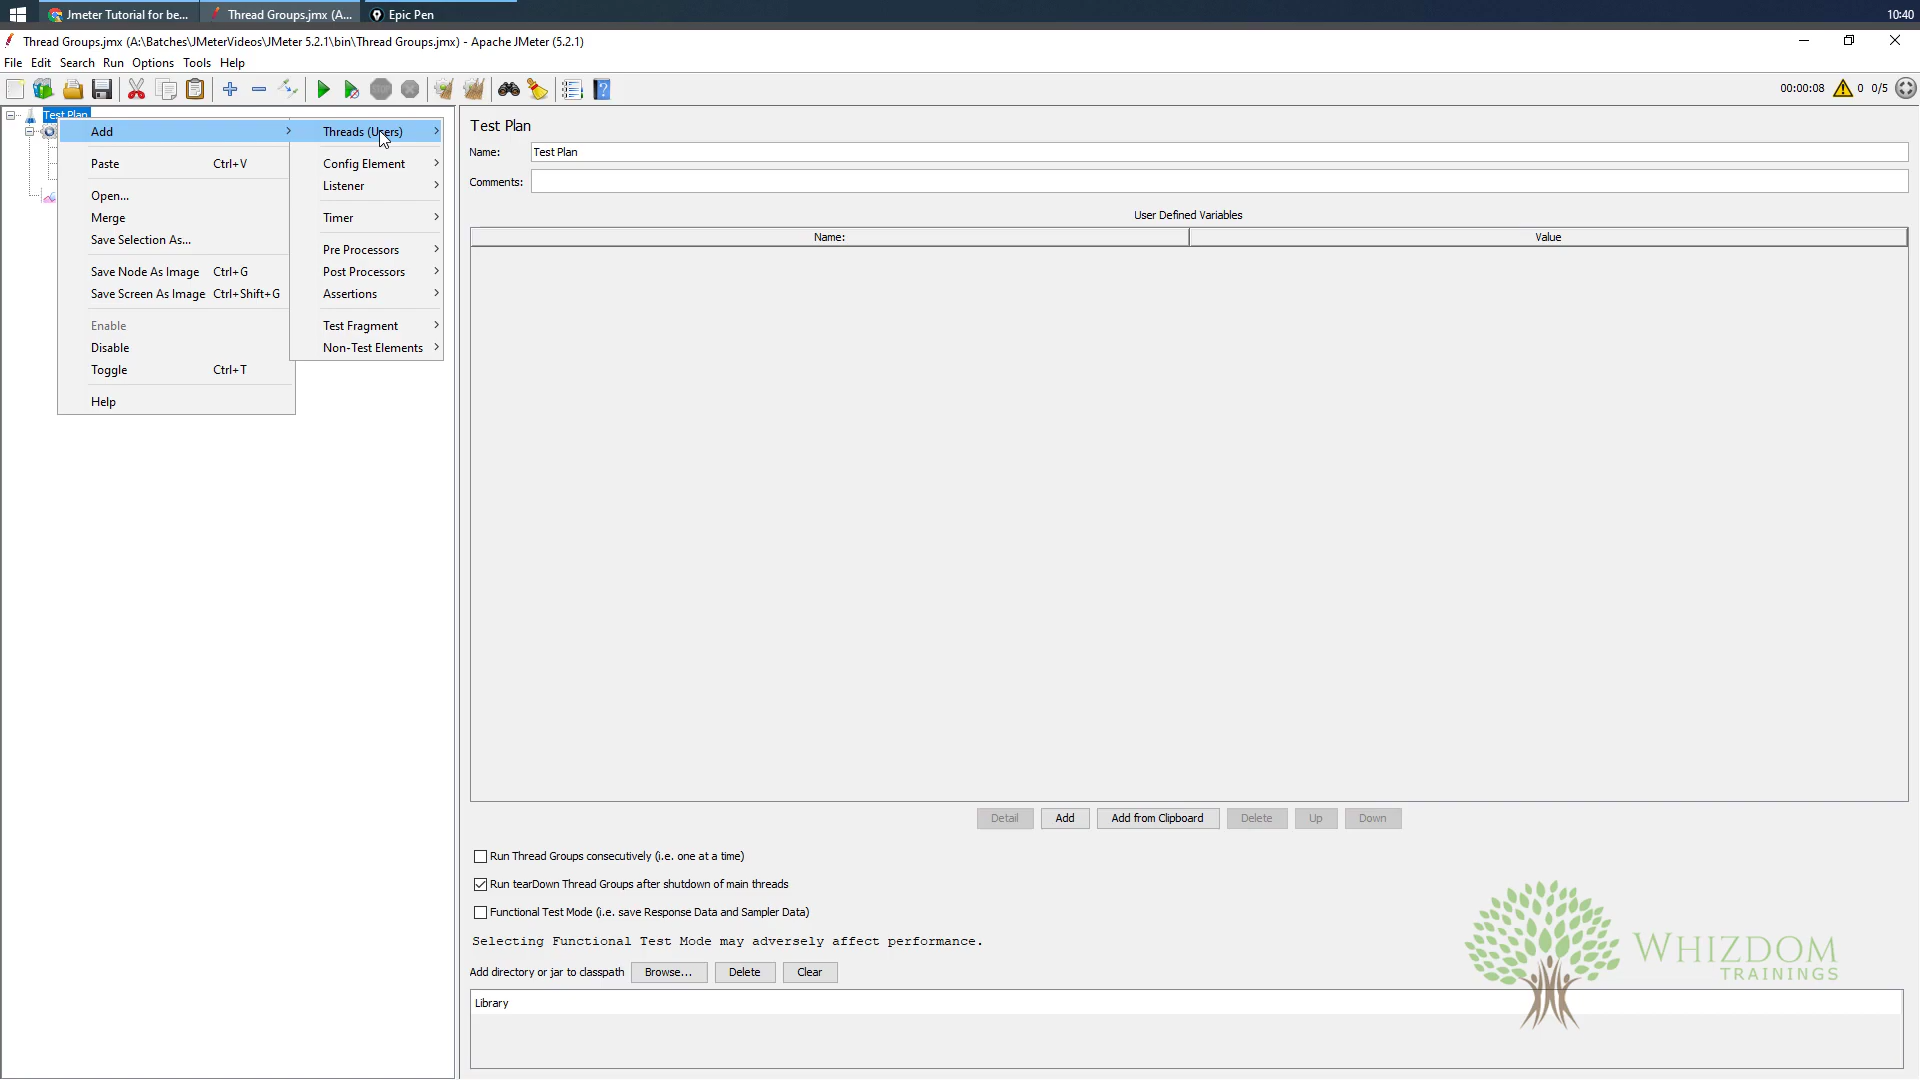 Jmeter Tutorial for be...
Thread Groups.jmx (A...
Epic Pen
10:40
Thread Groups.jmx (A:\Batches\JMeterVideos\JMeter 5.2.1\bin\Thread Groups.jmx) - Apache JMeter (5.2.1)
File Edit Search Run Options Tools Help
STOP
?
00:00:08 0 0/5
Test Plan
Add
Paste Ctrl+V
Open...
Merge
Save Selection As...
Save Node As Image Ctrl+G
Save Screen As Image Ctrl+Shift+G
Enable
Disable
Toggle Ctrl+T
Help
Threads (Users)
Config Element
Listener
Timer
Pre Processors
Post Processors
Assertions
Test Fragment
Non-Test Elements
Test Plan
Name: Test Plan
Comments:
User Defined Variables
Name: Value
Detail Add Add from Clipboard Delete Up Down
Run Thread Groups consecutively (i.e. one at a time)
Run tearDown Thread Groups after shutdown of main threads
Functional Test Mode (i.e. save Response Data and Sampler Data)
Selecting Functional Test Mode may adversely affect performance.
Add directory or jar to classpath Browse... Delete Clear
Library
WHIZDOM
TRAININGS